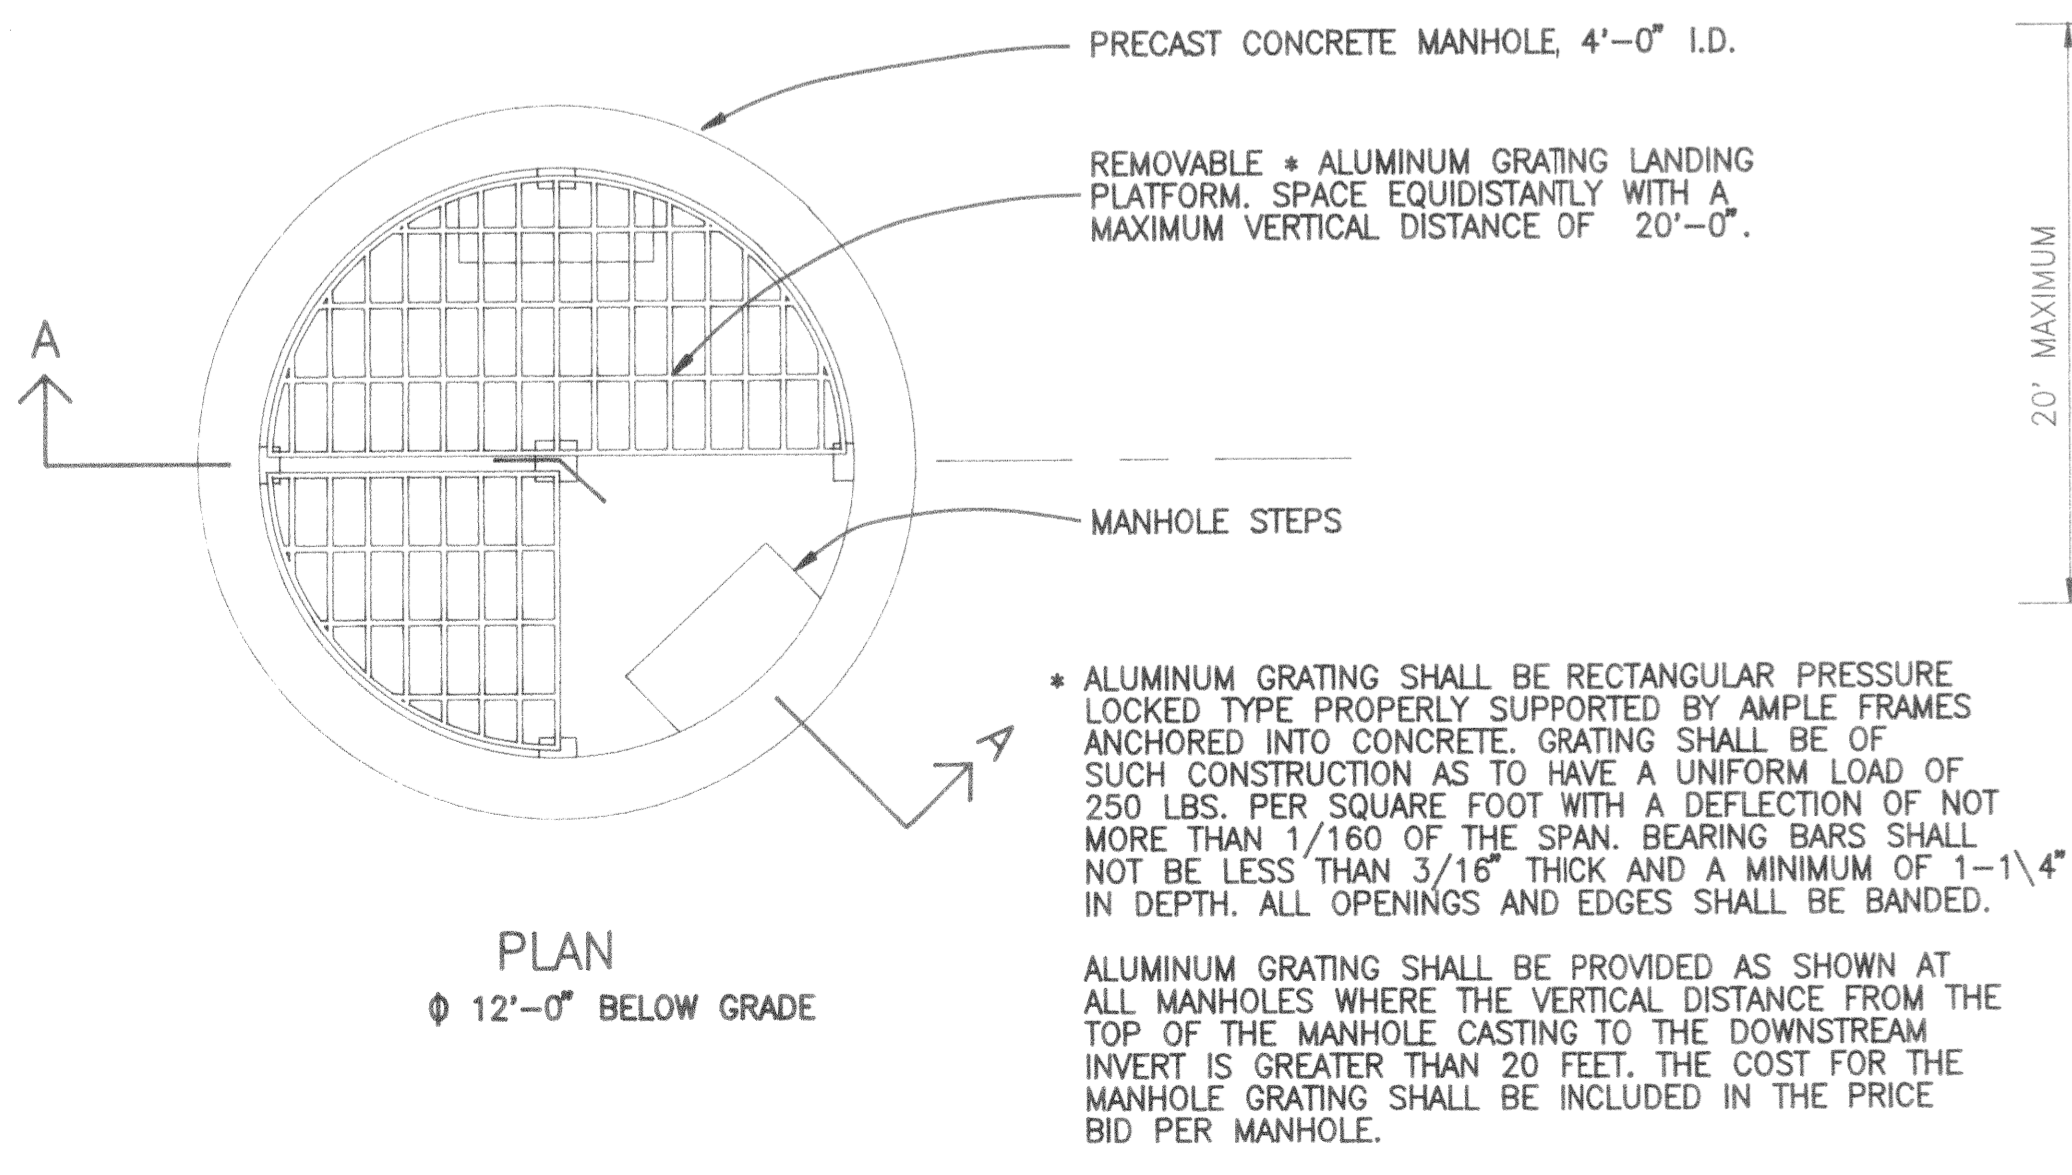 PRECAST CONCRETE MANHOLE, 4'-0" I.D.
REMOVABLE * ALUMINUM GRATING LANDING
PLATFORM. SPACE EQUIDISTANTLY WITH A
MAXIMUM VERTICAL DISTANCE OF 20'-0".
20' MAXIMUM
A
MANHOLE STEPS
A
* ALUMINUM GRATING SHALL BE RECTANGULAR PRESSURE
LOCKED TYPE PROPERLY SUPPORTED BY AMPLE FRAMES
ANCHORED INTO CONCRETE. GRATING SHALL BE OF
SUCH CONSTRUCTION AS TO HAVE A UNIFORM LOAD OF
250 LBS. PER SQUARE FOOT WITH A DEFLECTION OF NOT
MORE THAN 1/160 OF THE SPAN. BEARING BARS SHALL
NOT BE LESS THAN 3/16" THICK AND A MINIMUM OF 1-1\4"
IN DEPTH. ALL OPENINGS AND EDGES SHALL BE BANDED.
PLAN
ϕ 12'-0" BELOW GRADE
ALUMINUM GRATING SHALL BE PROVIDED AS SHOWN AT
ALL MANHOLES WHERE THE VERTICAL DISTANCE FROM THE
TOP OF THE MANHOLE CASTING TO THE DOWNSTREAM
INVERT IS GREATER THAN 20 FEET. THE COST FOR THE
MANHOLE GRATING SHALL BE INCLUDED IN THE PRICE
BID PER MANHOLE.